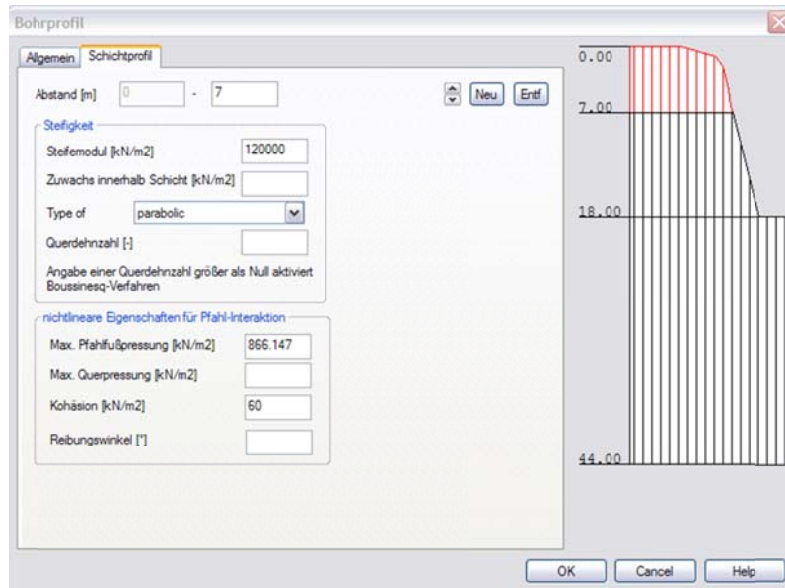 Bohrprofil
Algemein Schichtprofil
Abstand [m] 0 - 7 Neu Entf
Steifigkeit
Steifemodul [kN/m2] 120000
Zuwachs innerhalb Schicht [kN/m2]
Type of parabolic
Querdehnzahl [-]
Angabe einer Querdehnzahl größer als Null aktiviert
Boussinesq-Verfahren
nichtlineare Eigenschaften für Pfahl-Interaktion
Max. Pfahlfußpressung [kN/m2] 866.147
Max. Querpressung [kN/m2]
Kohäsion [kN/m2] 60
Reibungswinkel [°]
0.00
7.00
18.00
44.00
OK Cancel Help